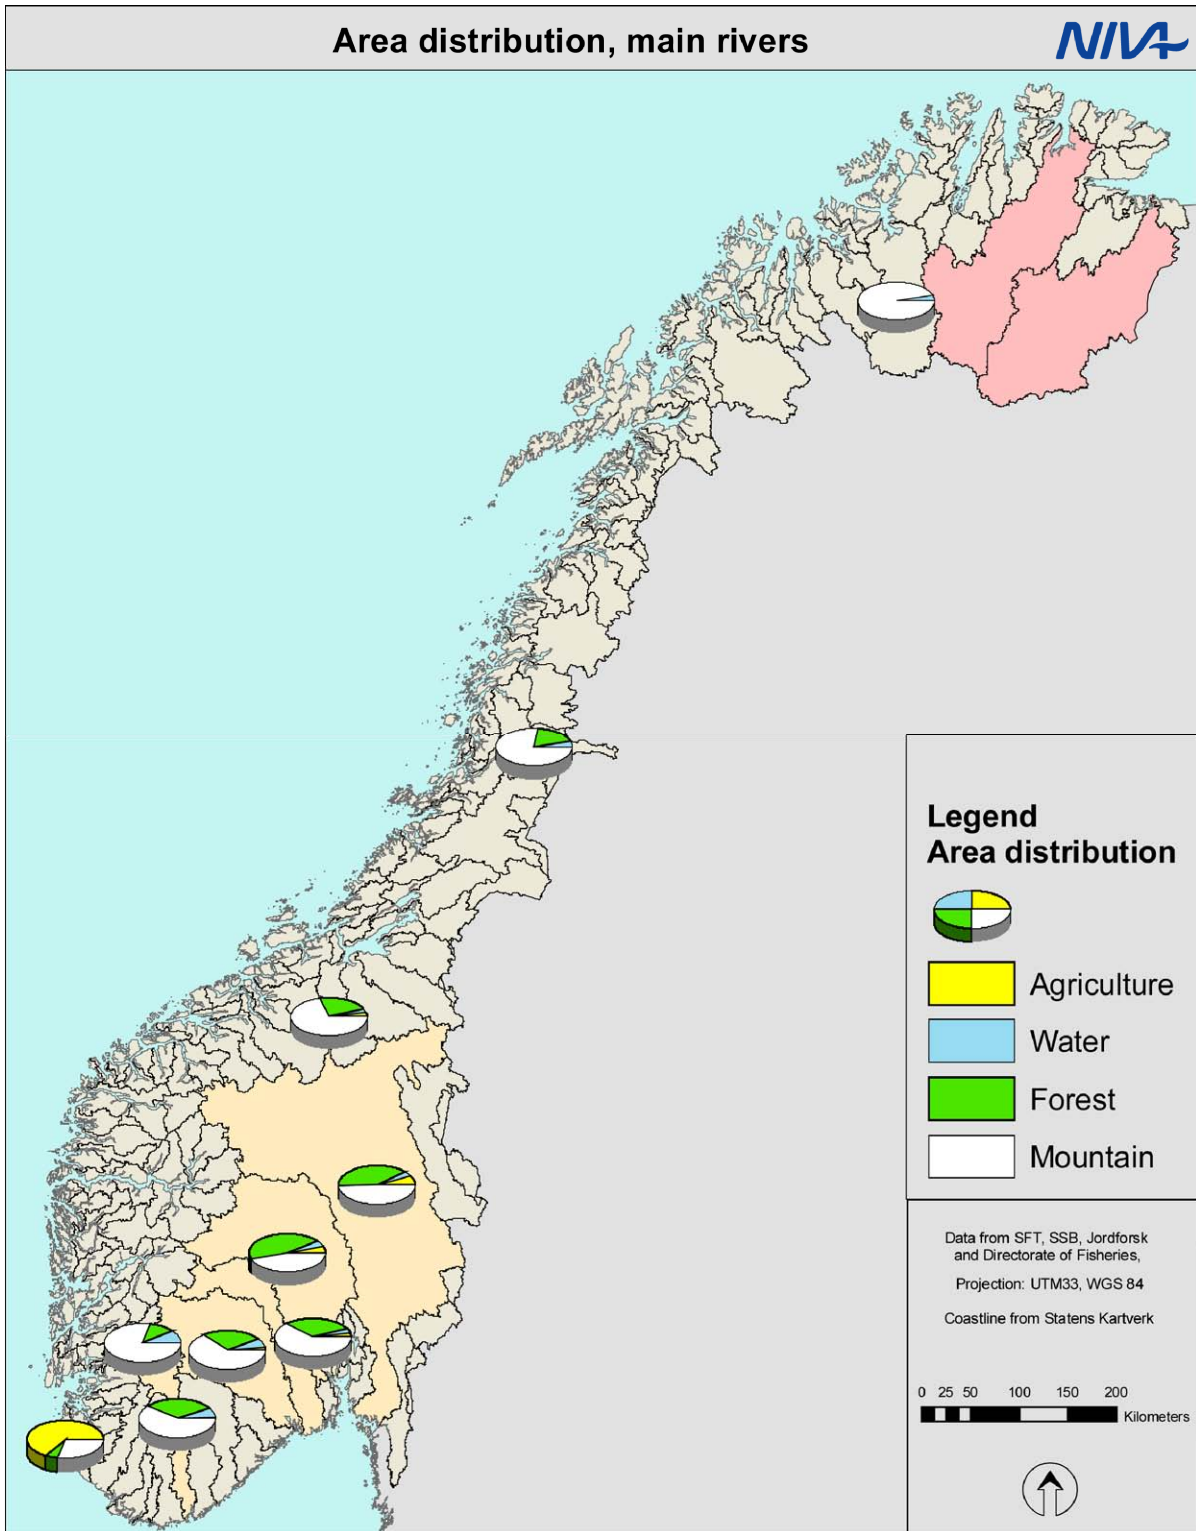 Area distribution, main rivers
NIVA
Legend
Area distribution
Agriculture
Water
Forest
Mountain
Data from SFT, SSB, Jordforsk
and Directorate of Fisheries,
Projection: UTM33, WGS 84
Coastline from Statens Kartverk
0 25 50 100 150 200
Kilometers